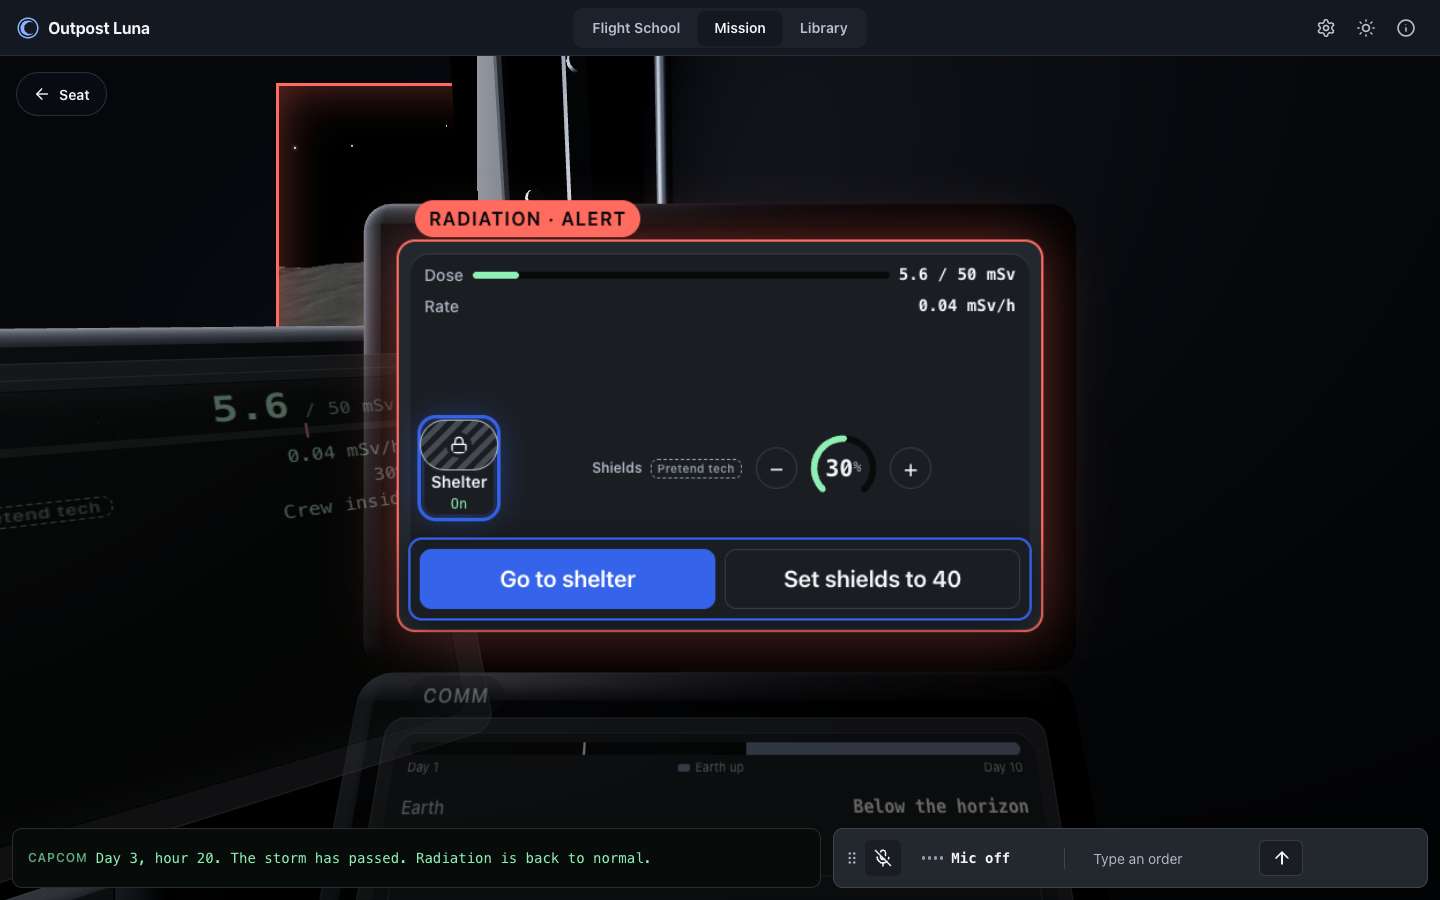 Outpost Luna
Flight School
Mission
Library
Seat
RADIATION · ALERT
Dose
5.6 / 50 mSv
Rate
0.04 mSv/h
5.6 / 50 mSv
0.04 mSv/h
30
Crew insid
tend tech
Shelter
On
Shields
Pretend tech
−
30%
+
Go to shelter
Set shields to 40
COMM
Day 1
Earth up
Day 10
Earth
Below the horizon
CAPCOM Day 3, hour 20. The storm has passed. Radiation is back to normal.
Mic off
Type an order